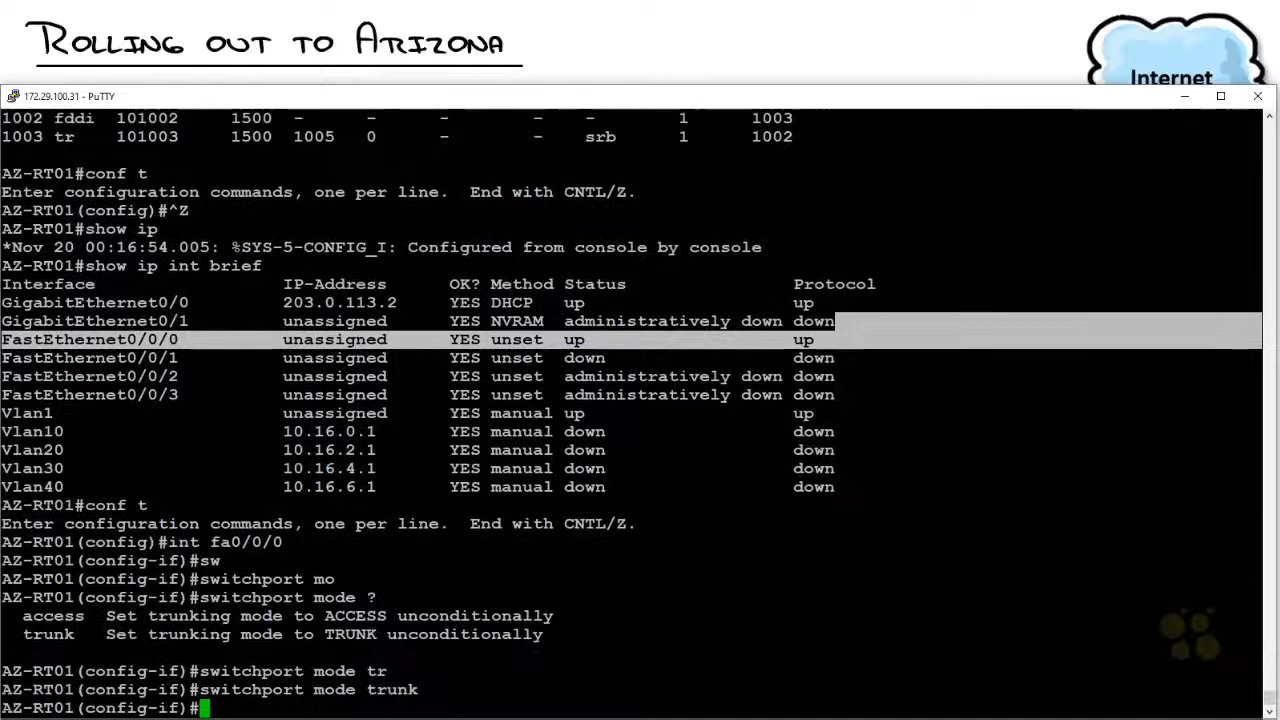 ROLLING OUT TO ARIZONA
Internet
172.29.100.31 - PuTTY
1002 fddi  101002     1500  -      -      -        -    -        1      1003
1003 tr    101003     1500  1005   0      -        -    srb      1      1002
AZ-RT01#conf t
Enter configuration commands, one per line.  End with CNTL/Z.
AZ-RT01(config)#^Z
AZ-RT01#show ip
*Nov 20 00:16:54.005: %SYS-5-CONFIG_I: Configured from console by console
AZ-RT01#show ip int brief
Interface                  IP-Address      OK? Method Status                Protocol
GigabitEthernet0/0         203.0.113.2     YES DHCP   up                    up
GigabitEthernet0/1         unassigned      YES NVRAM  administratively down down
FastEthernet0/0/0          unassigned      YES unset  up                    up
FastEthernet0/0/1          unassigned      YES unset  down                  down
FastEthernet0/0/2          unassigned      YES unset  administratively down down
FastEthernet0/0/3          unassigned      YES unset  administratively down down
Vlan1                      unassigned      YES manual up                    up
Vlan10                     10.16.0.1       YES manual down                  down
Vlan20                     10.16.2.1       YES manual down                  down
Vlan30                     10.16.4.1       YES manual down                  down
Vlan40                     10.16.6.1       YES manual down                  down
AZ-RT01#conf t
Enter configuration commands, one per line.  End with CNTL/Z.
AZ-RT01(config)#int fa0/0/0
AZ-RT01(config-if)#sw
AZ-RT01(config-if)#switchport mo
AZ-RT01(config-if)#switchport mode ?
  access  Set trunking mode to ACCESS unconditionally
  trunk   Set trunking mode to TRUNK unconditionally
AZ-RT01(config-if)#switchport mode tr
AZ-RT01(config-if)#switchport mode trunk
AZ-RT01(config-if)#